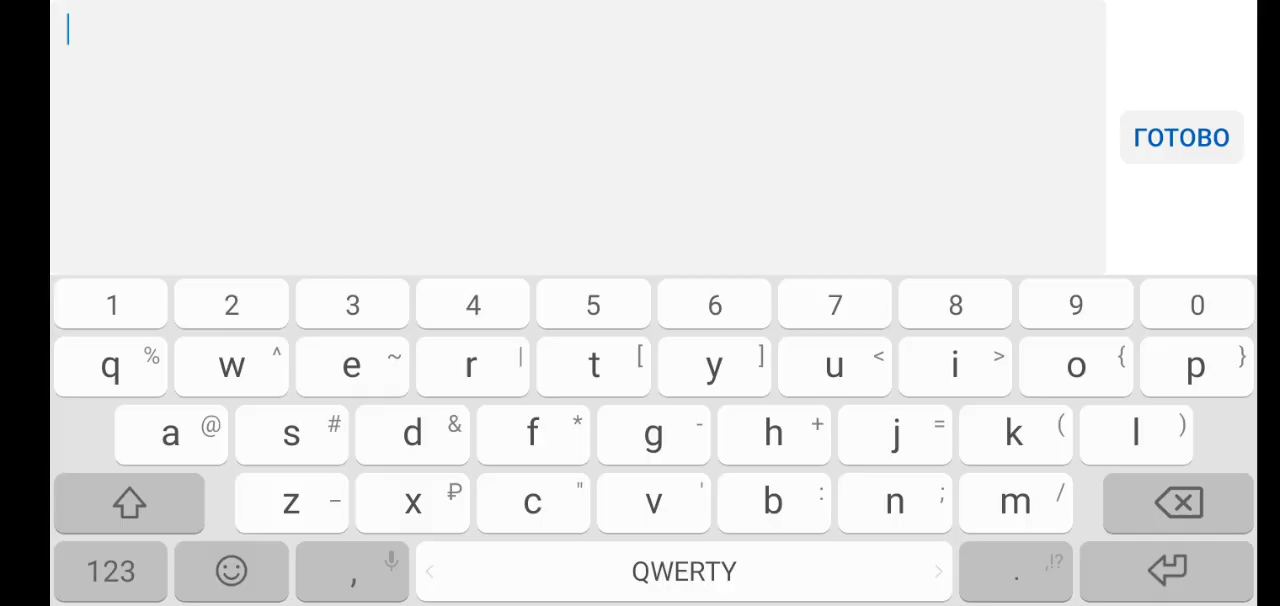 ГОТОВО
1 2 3 4 5 6 7 8 9 0
q % w ^ e ~ r | t [ y ] u < i > o { p }
a @ s # d & f * g - h + j = k ( l )
z _ x ₽ c " v ' b : n ; m /
123 , QWERTY . ,!?